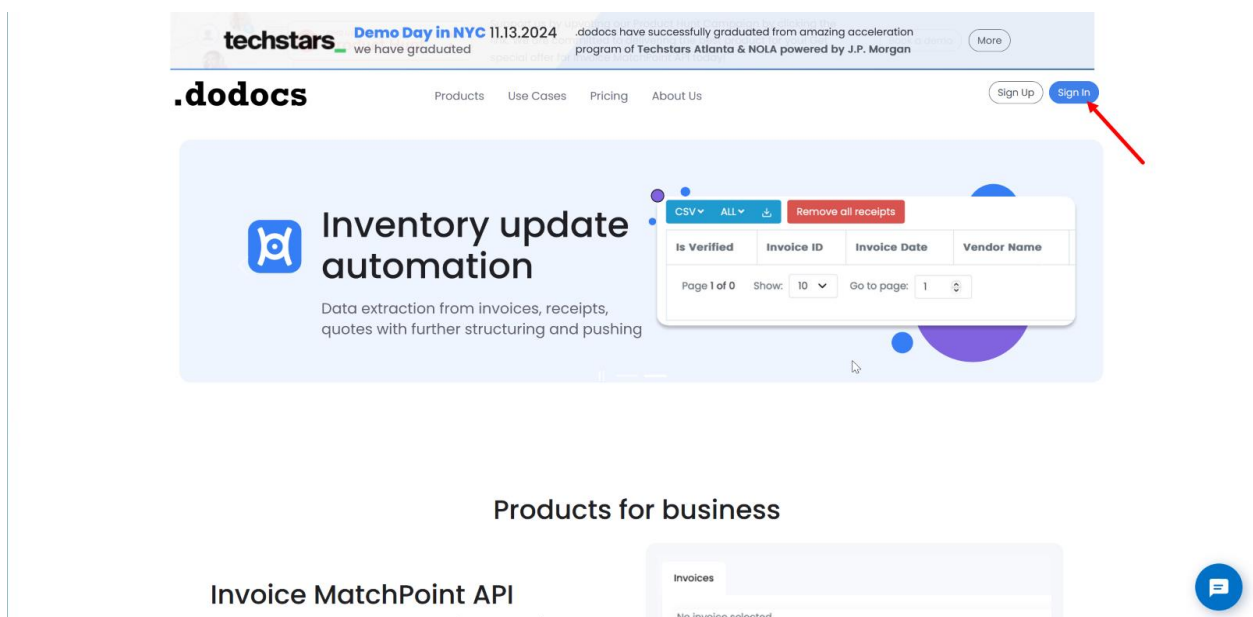 techstars_
Demo Day in NYC 11.13.2024
we have graduated
.dodocs have successfully graduated from amazing acceleration
program of Techstars Atlanta & NOLA powered by J.P. Morgan
More
.dodocs
Products Use Cases Pricing About Us
Sign Up Sign In
Inventory update
automation
Data extraction from invoices, receipts,
quotes with further structuring and pushing
CSV ALL Remove all receipts
Is Verified Invoice ID Invoice Date Vendor Name
Page 1 of 0 Show: 10 Go to page: 1
Products for business
Invoice MatchPoint API
Invoices
No invoice selected